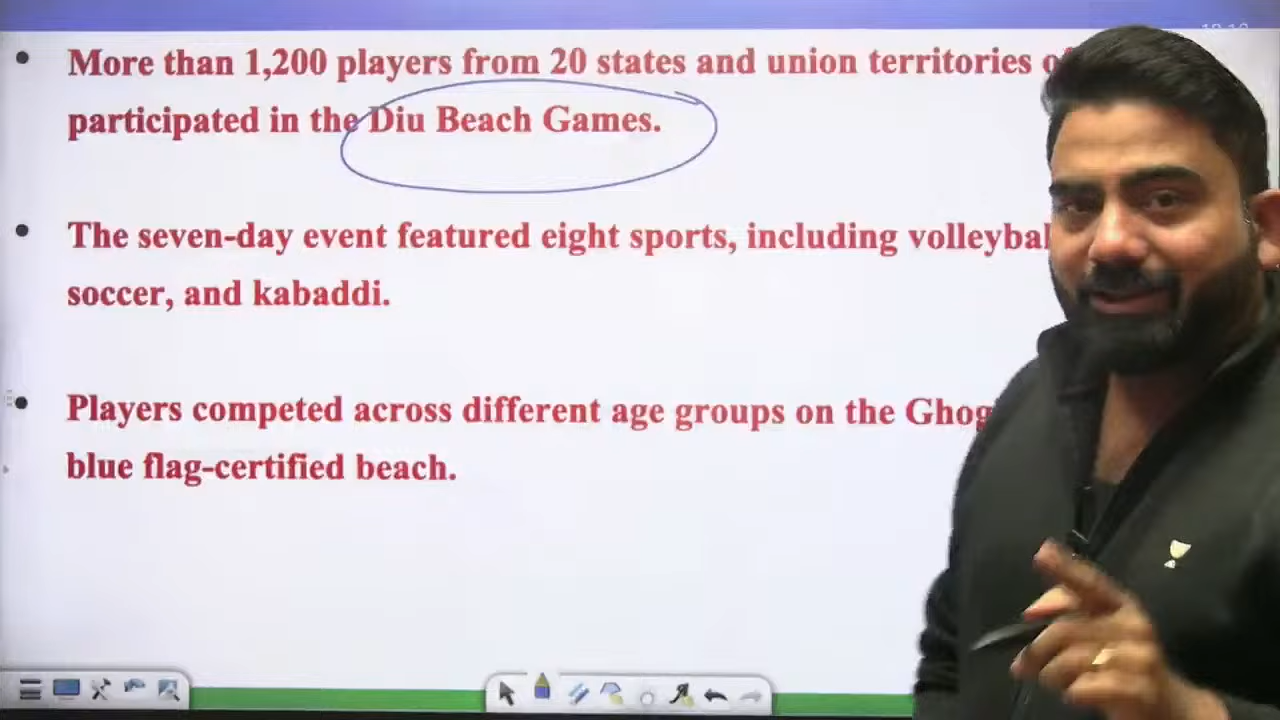 • More than 1,200 players from 20 states and union territories
participated in the Diu Beach Games.
• The seven-day event featured eight sports, including
soccer, and kabaddi.
• Players competed across different age groups on the
blue flag-certified beach.